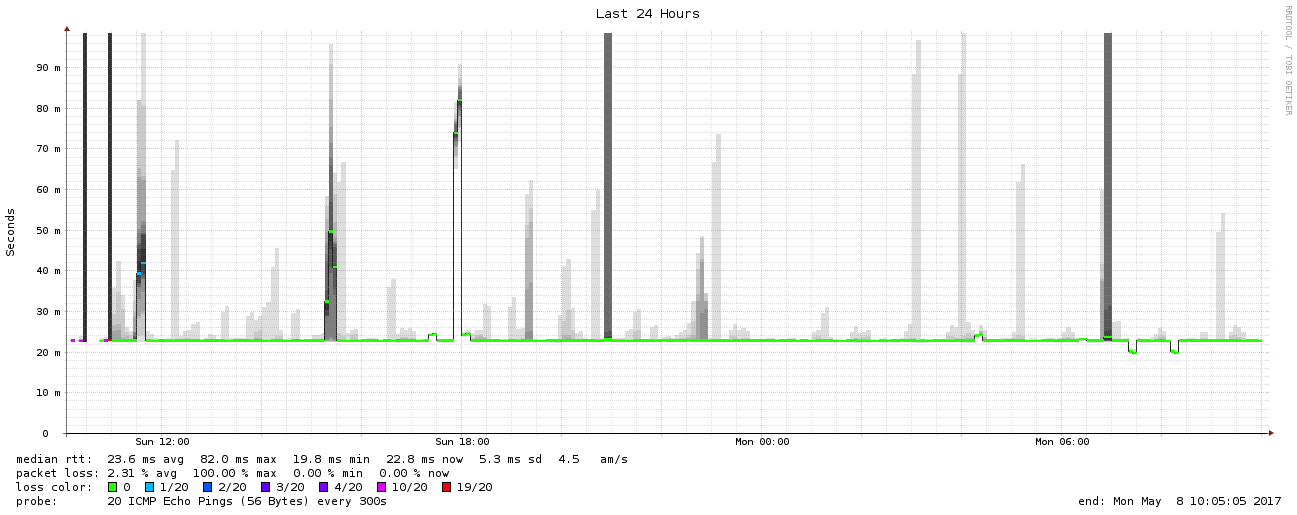 Last 24 Hours
RRDTOOL / TOBI OETIKER
Seconds
90 m
80 m
70 m
60 m
50 m
40 m
30 m
20 m
10 m
0
Sun 12:00 Sun 18:00 Mon 00:00 Mon 06:00
median rtt: 23.6 ms avg 82.0 ms max 19.8 ms min 22.8 ms now 5.3 ms sd 4.5 am/s
packet loss: 2.31 % avg 100.00 % max 0.00 % min 0.00 % now
loss color: 0 1/20 2/20 3/20 4/20 10/20 19/20
probe: 20 ICMP Echo Pings (56 Bytes) every 300s end: Mon May 8 10:05:05 2017